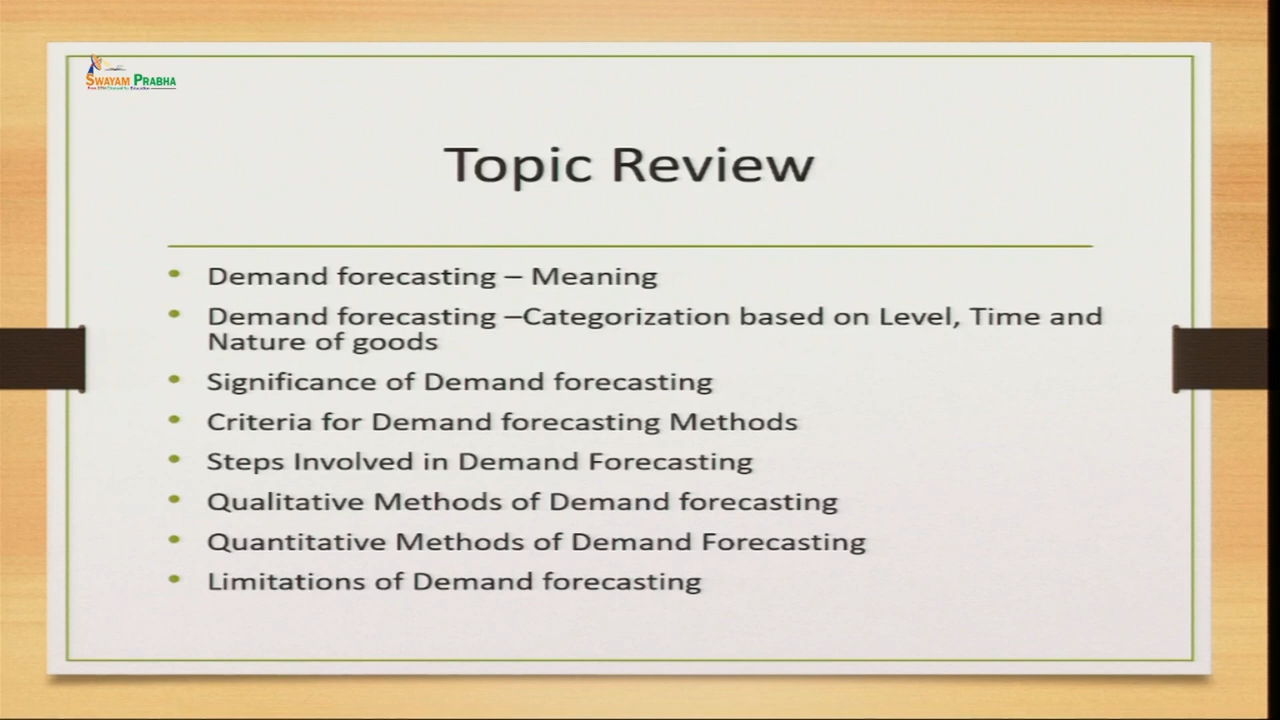 SWAYAM PRABHA
Topic Review
• Demand forecasting – Meaning
• Demand forecasting –Categorization based on Level, Time and
Nature of goods
• Significance of Demand forecasting
• Criteria for Demand forecasting Methods
• Steps Involved in Demand Forecasting
• Qualitative Methods of Demand forecasting
• Quantitative Methods of Demand Forecasting
• Limitations of Demand forecasting